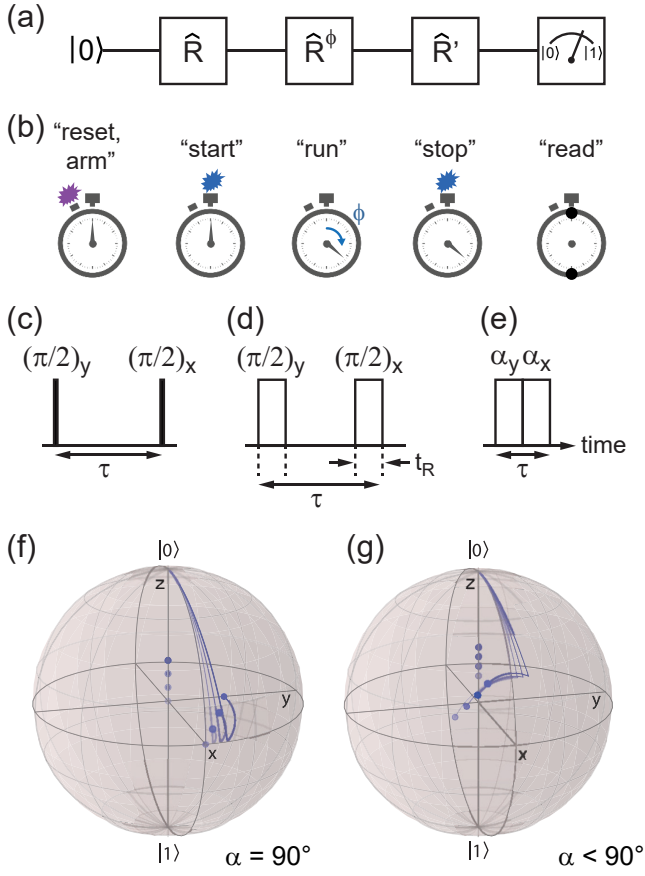 (a)
|0⟩ R̂ R̂^ϕ R̂’ |0⟩ |1⟩
(b)
“reset,
arm” “start” “run” “stop” “read”
ϕ
(c) (d) (e)
(π/2)y (π/2)x (π/2)y (π/2)x αy αx
time
τ tR τ
τ
(f) (g)
|0⟩ |0⟩
z z
y y
x x
|1⟩ |1⟩
α = 90° α < 90°